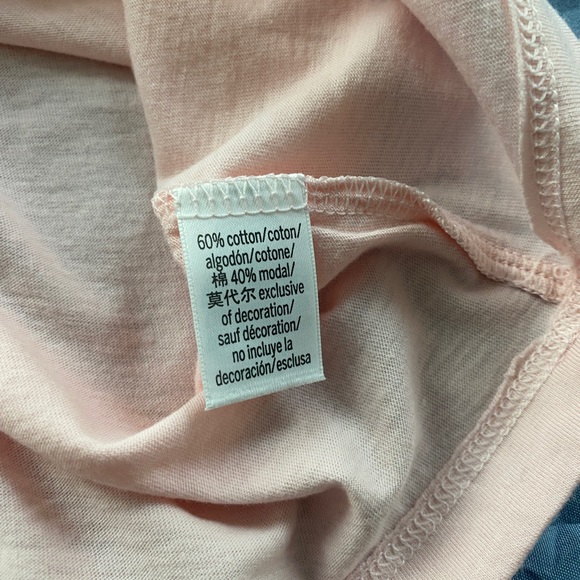 60% cotton/coton/
algodón/cotone/
棉 40% modal/
莫代尔 exclusive
of decoration/
sauf décoration/
no incluye la
decoración/esclusa